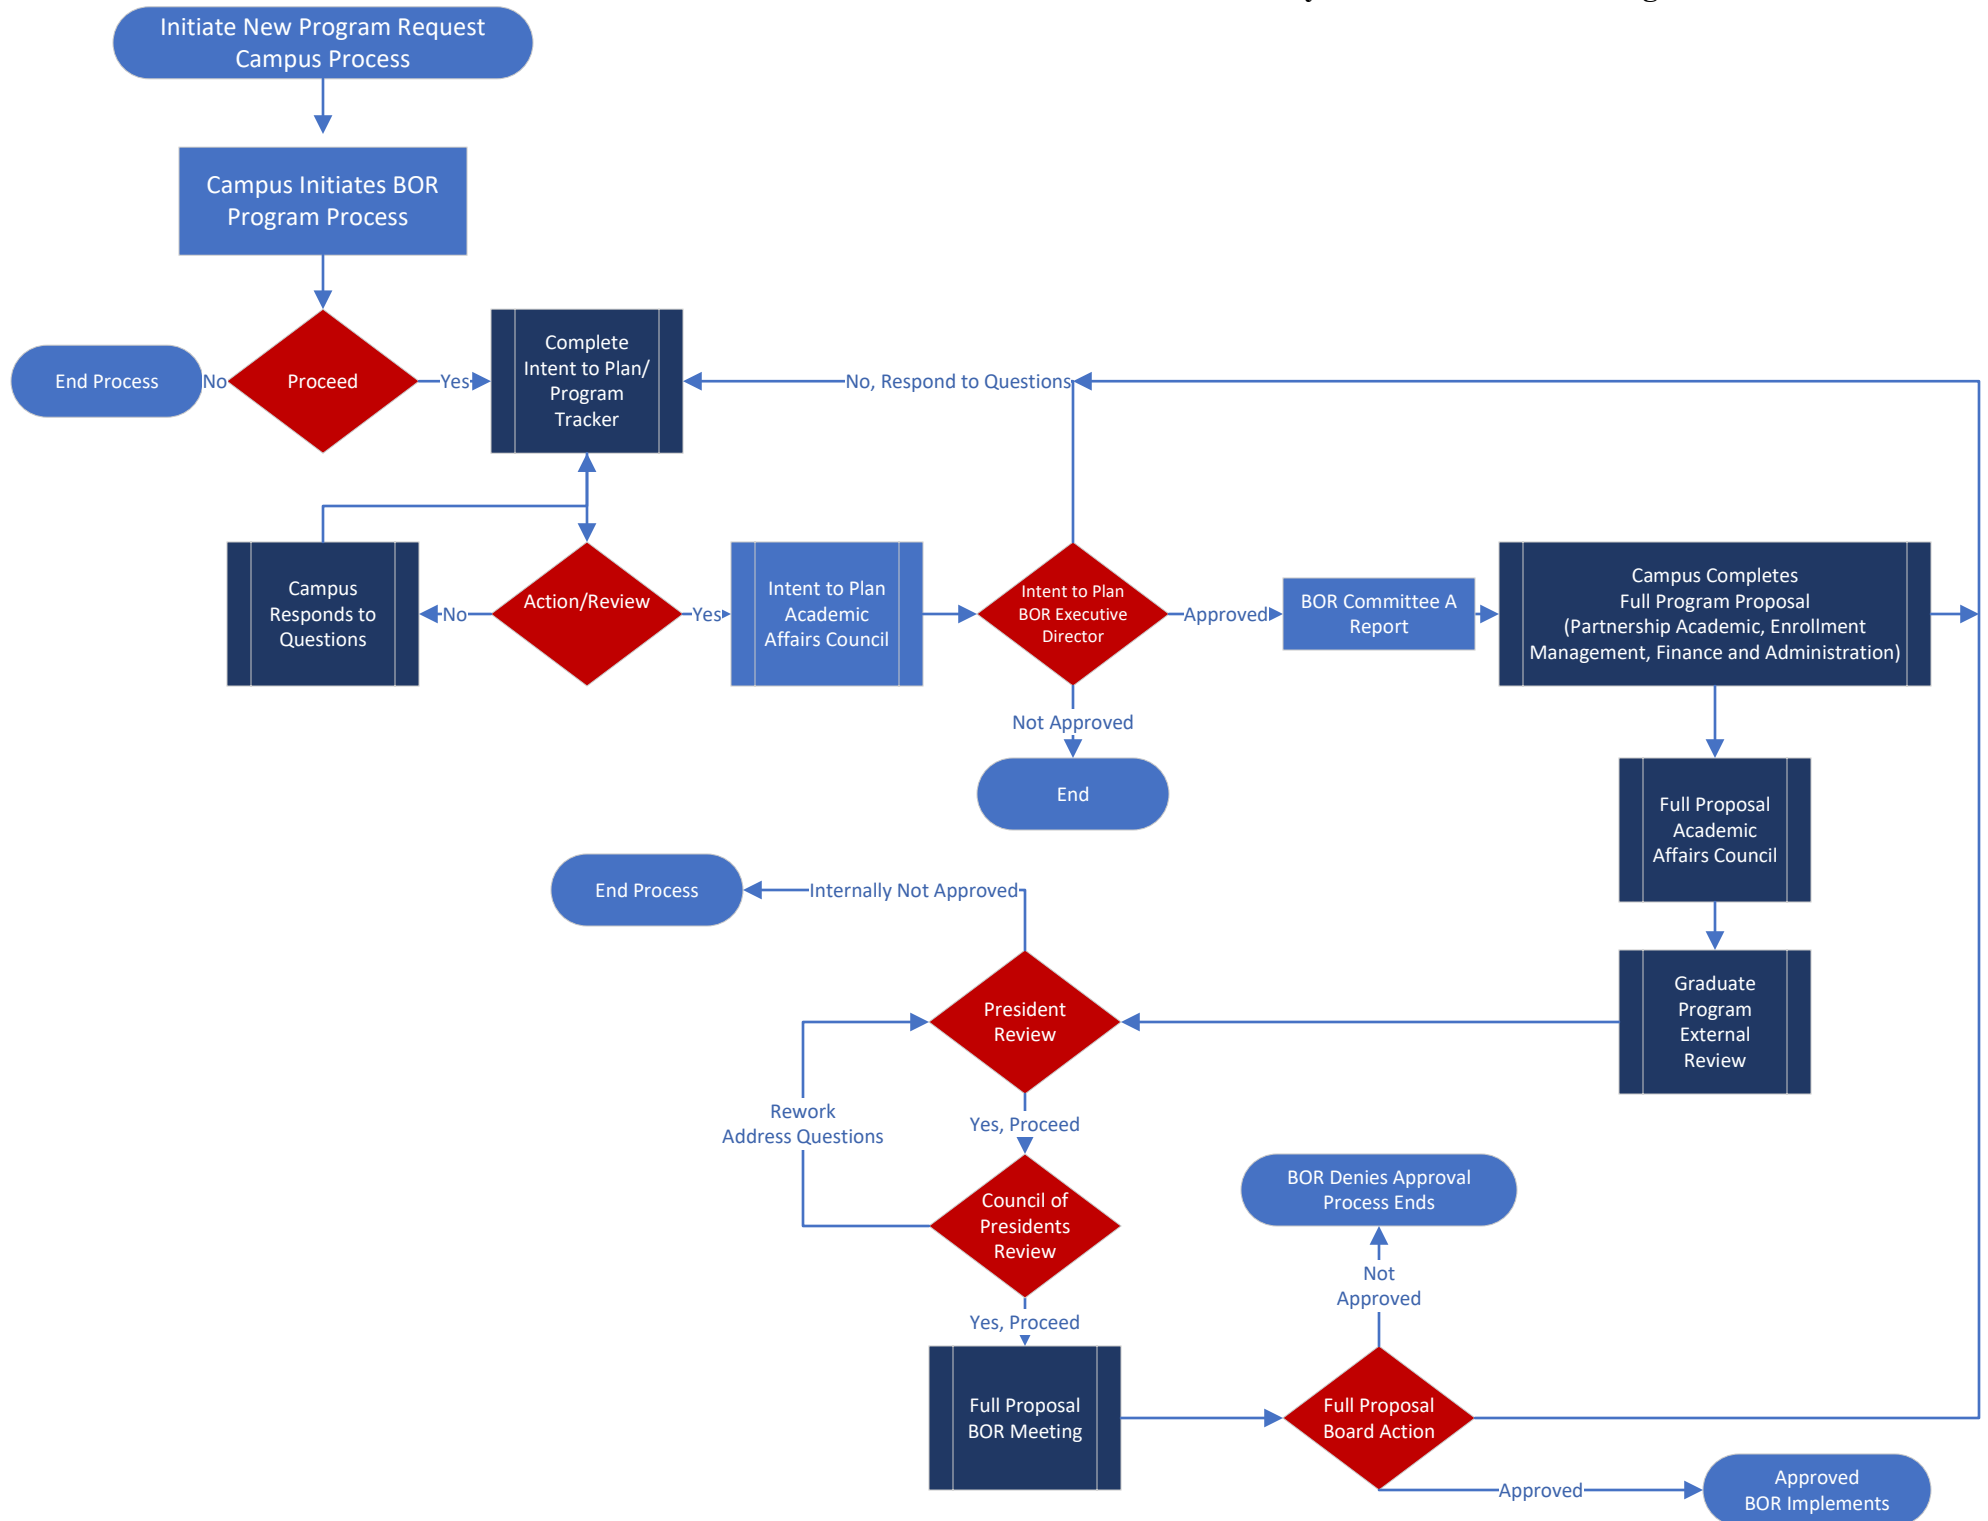 Initiate New Program Request
Campus Process
Campus Initiates BOR
Program Process
End Process
No
Proceed
Yes
Complete
Intent to Plan/
Program
Tracker
No, Respond to Questions
Campus
Responds to
Questions
No
Action/Review
Yes
Intent to Plan
Academic
Affairs Council
Intent to Plan
BOR Executive
Director
Approved
BOR Committee A
Report
Campus Completes
Full Program Proposal
(Partnership Academic, Enrollment
Management, Finance and Administration)
Not Approved
End
Full Proposal
Academic
Affairs Council
End Process
Internally Not Approved
Graduate
Program
External
Review
President
Review
Rework
Address Questions
Yes, Proceed
Council of
Presidents
Review
BOR Denies Approval
Process Ends
Not
Approved
Yes, Proceed
Full Proposal
BOR Meeting
Full Proposal
Board Action
Approved
Approved
BOR Implements